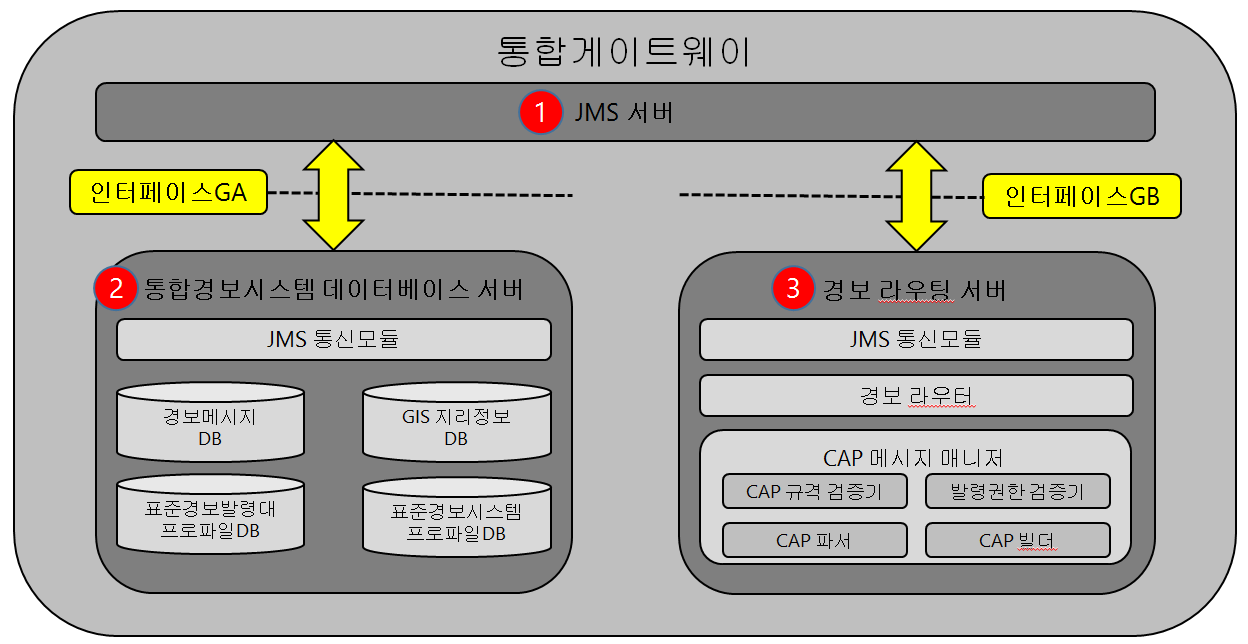 통합게이트웨이
1 JMS 서버
인터페이스GA
인터페이스GB
2 통합경보시스템 데이터베이스 서버
JMS 통신모듈
경보메시지
DB
GIS 지리정보
DB
표준경보발령대
프로파일DB
표준경보시스템
프로파일DB
3 경보 라우팅 서버
JMS 통신모듈
경보 라우터
CAP 메시지 매니저
CAP 규격 검증기
발령권한 검증기
CAP 파서
CAP 빌더